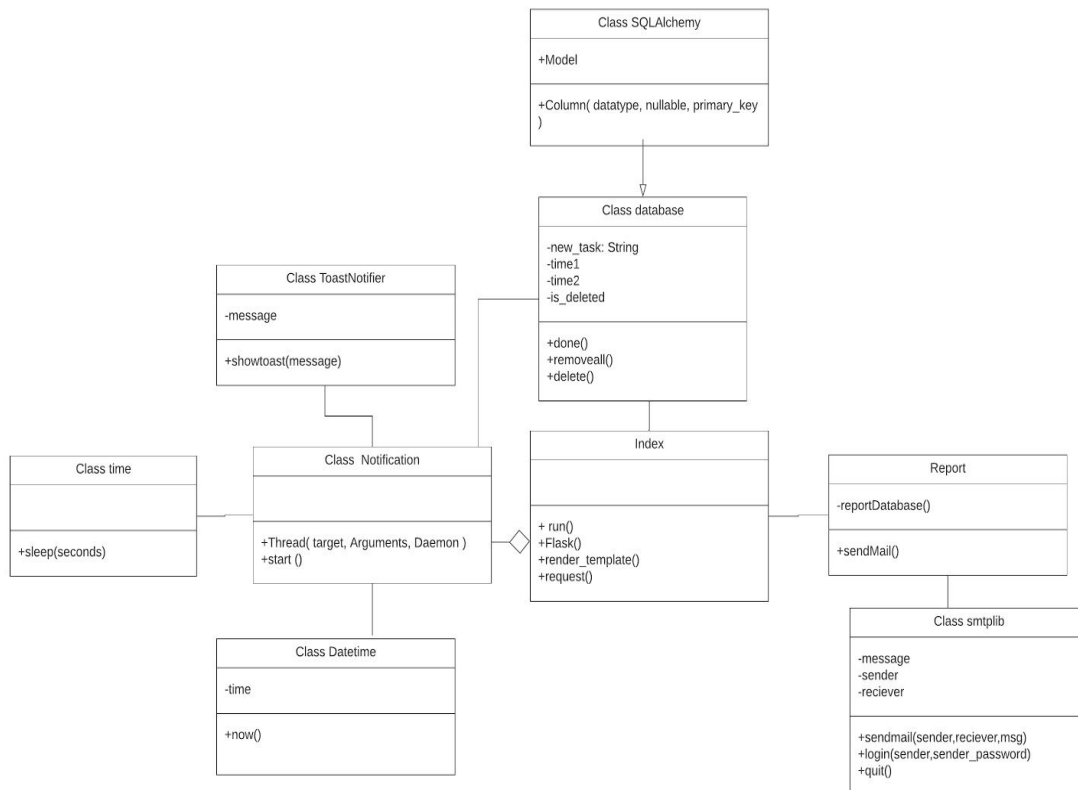 Class SQLAlchemy
+Model
+Column( datatype, nullable, primary_key
)
Class database
-new_task: String
-time1
-time2
-is_deleted
+done()
+removeall()
+delete()
Class ToastNotifier
-message
+showtoast(message)
Class time
+sleep(seconds)
Class Notification
+Thread( target, Arguments, Daemon )
+start ()
Index
+ run()
+Flask()
+render_template()
+request()
Report
-reportDatabase()
+sendMail()
Class Datetime
-time
+now()
Class smtplib
-message
-sender
-reciever
+sendmail(sender,reciever,msg)
+login(sender,sender_password)
+quit()